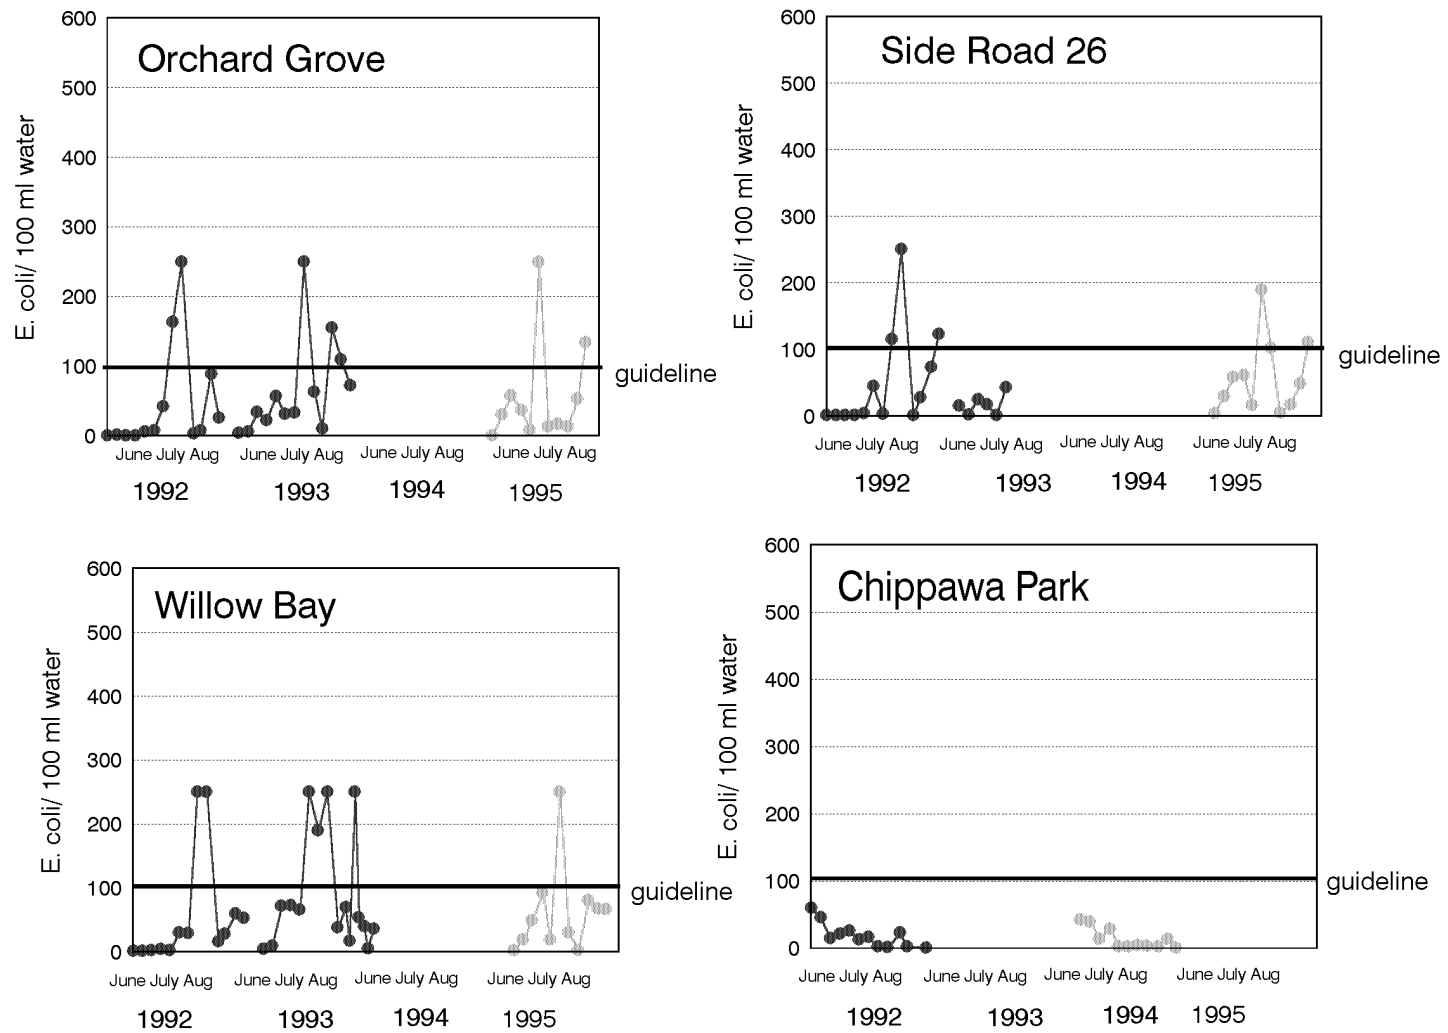 Orchard Grove
E. coli/ 100 ml water
600
500
400
300
200
100
0
guideline
June July Aug June July Aug June July Aug June July Aug
1992 1993 1994 1995
Side Road 26
E. coli/ 100 ml water
600
500
400
300
200
100
0
guideline
June July Aug June July Aug June July Aug June July Aug
1992 1993 1994 1995
Willow Bay
E. coli/ 100 ml water
600
500
400
300
200
100
0
guideline
June July Aug June July Aug June July Aug June July Aug
1992 1993 1994 1995
Chippawa Park
E. coli/ 100 ml water
600
500
400
300
200
100
0
guideline
June July Aug June July Aug June July Aug June July Aug
1992 1993 1994 1995